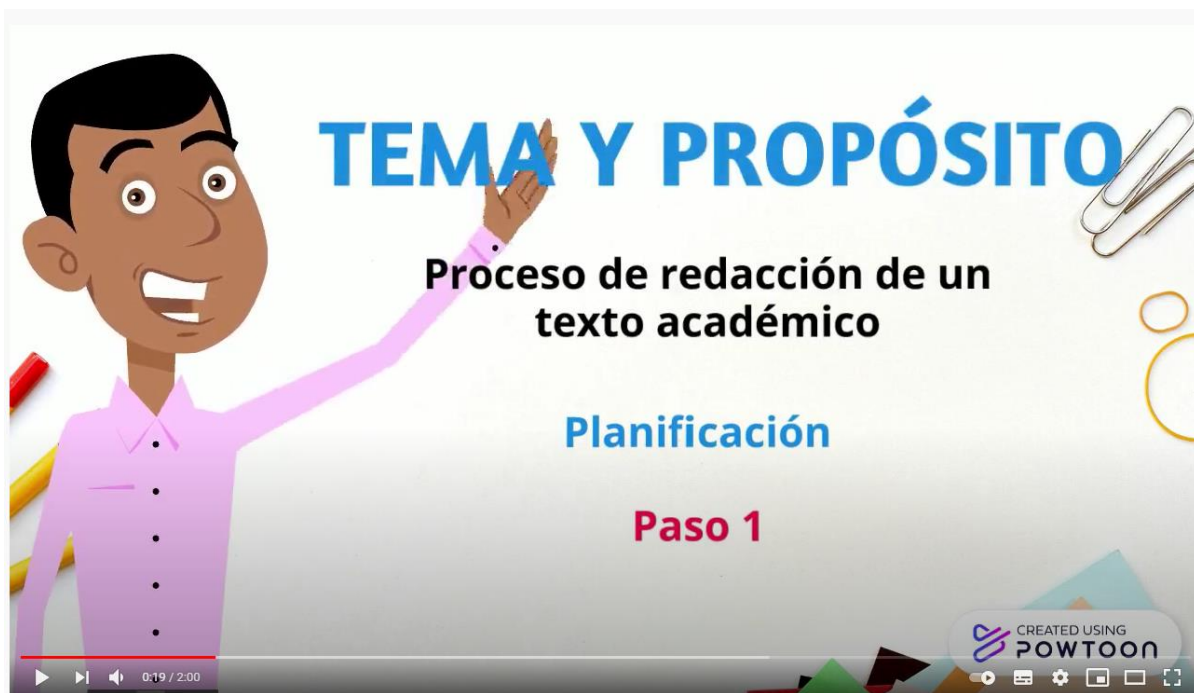 TEMA Y PROPÓSITO
Proceso de redacción de un
texto académico
Planificación
Paso 1
CREATED USING
POWTOON
0:19 / 2:00